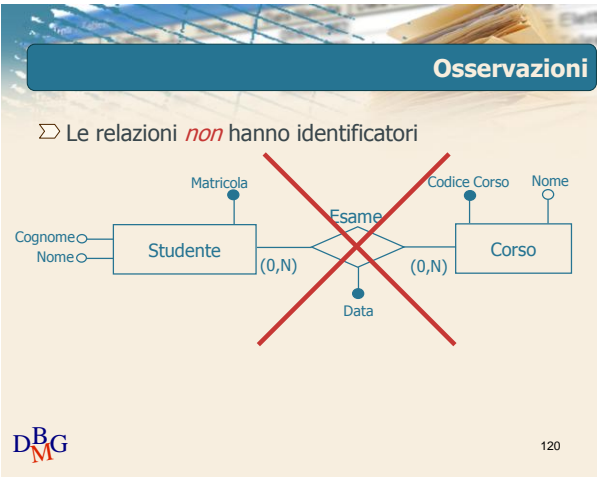 Osservazioni
Le relazioni non hanno identificatori
Matricola
Codice Corso
Nome
Esame
Cognome
Nome
Studente
(0,N)
(0,N)
Corso
Data
DBMG
120